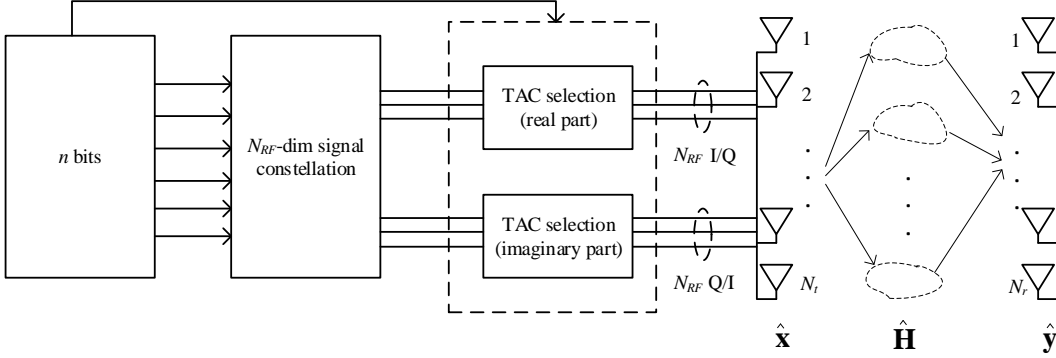 n bits
N_RF-dim signal
constellation
TAC selection
(real part)
TAC selection
(imaginary part)
N_RF I/Q
N_RF Q/I
1
2
N_t
x̂
Ĥ
1
2
N_r
ŷ